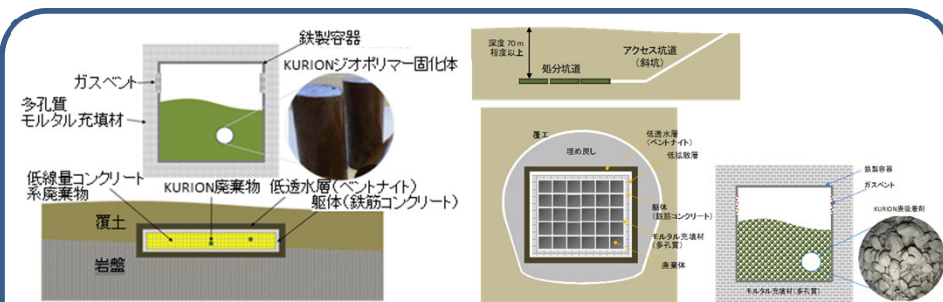 鉄製容器
KURIONジオポリマー固化体
ガスベント
多孔質
モルタル充填材
低線量コンクリート
系廃棄物
KURION廃棄物
低透水層(ベントナイト)
躯体(鉄筋コンクリート)
覆土
岩盤
深度70m
程度以上
アクセス坑道
(斜坑)
処分坑道
覆工
埋め戻し
低透水層
(ベントナイト)
低拡散層
躯体
(鉄筋コンクリート)
モルタル充填材
(多孔質)
廃棄体
鉄製容器
ガスベント
KURION廃吸着剤
モルタル充填材(多孔質)